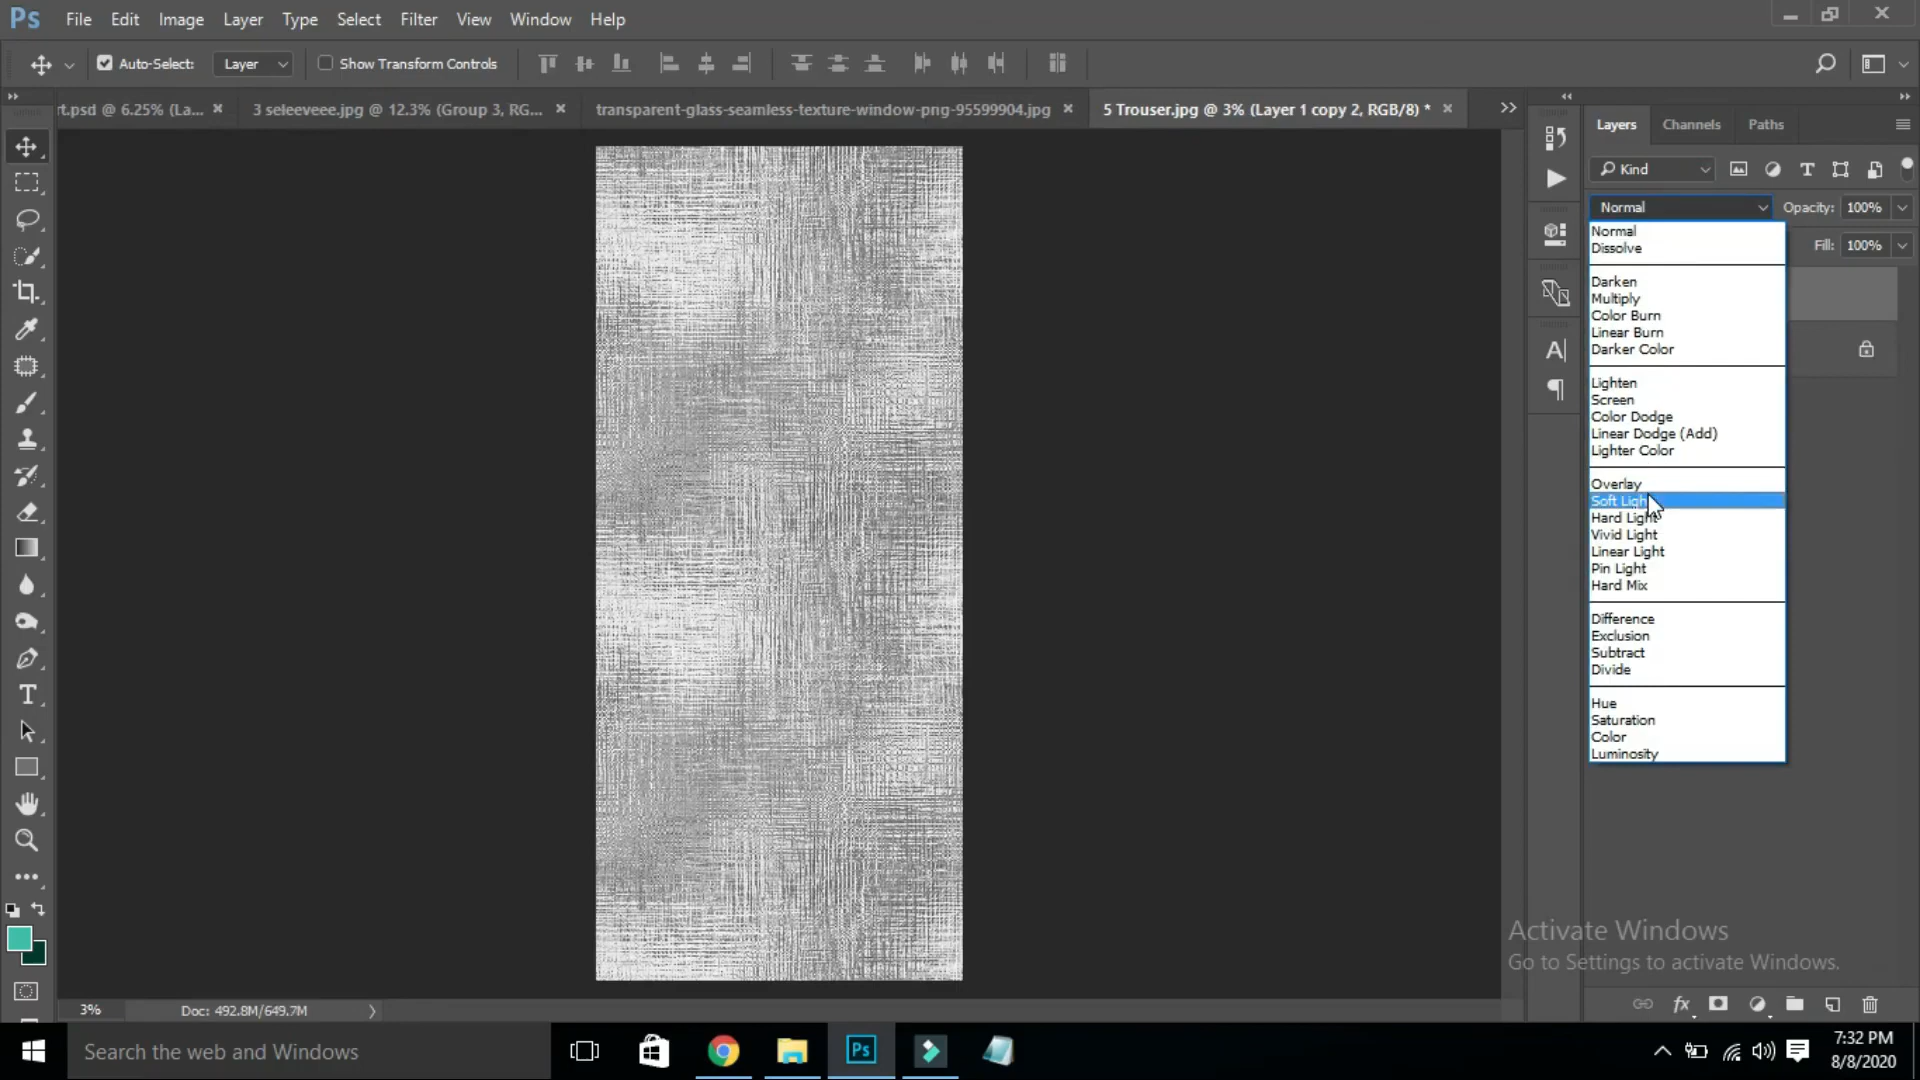 Ps File Edit Image Layer Type Select Filter View Window Help
Auto-Select: Layer Show Transform Controls
rt.psd @ 6.25% (La... × 3 seleeveee.jpg @ 12.3% (Group 3, RG... × transparent-glass-seamless-texture-window-png-95599904.jpg × 5 Trouser.jpg @ 3% (Layer 1 copy 2, RGB/8) * ×
Layers Channels Paths
Kind
Normal Opacity: 100%
Fill: 100%
Normal
Dissolve
Darken
Multiply
Color Burn
Linear Burn
Darker Color
Lighten
Screen
Color Dodge
Linear Dodge (Add)
Lighter Color
Overlay
Soft Light
Hard Light
Vivid Light
Linear Light
Pin Light
Hard Mix
Difference
Exclusion
Subtract
Divide
Hue
Saturation
Color
Luminosity
Activate Windows
Go to Settings to activate Windows.
3% Doc: 492.8M/649.7M
Search the web and Windows
Ps
7:32 PM
8/8/2020